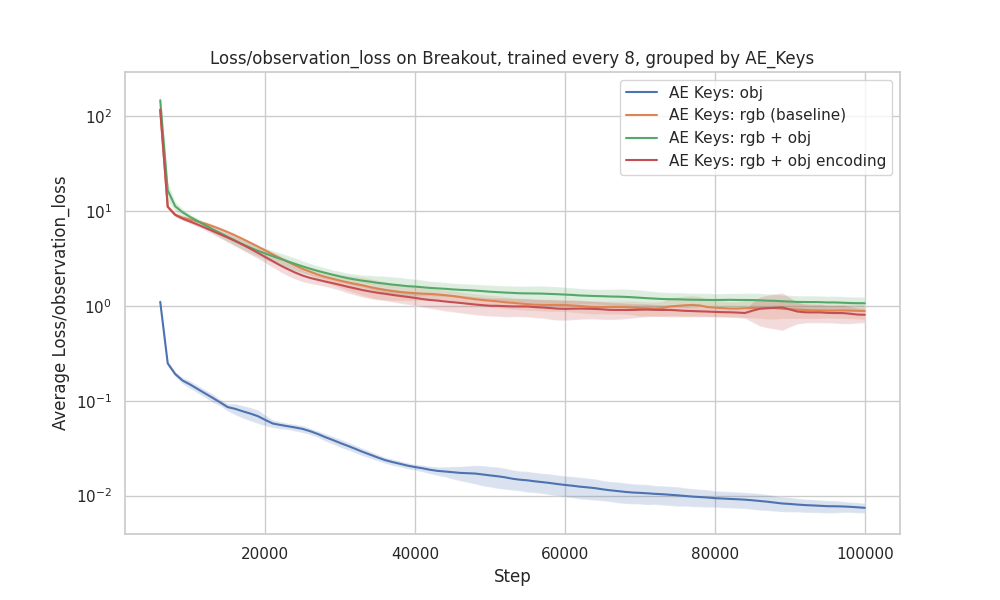 Loss/observation_loss on Breakout, trained every 8, grouped by AE_Keys
AE Keys: obj
AE Keys: rgb (baseline)
AE Keys: rgb + obj
AE Keys: rgb + obj encoding
Average Loss/observation_loss
10²
10¹
10⁰
10⁻¹
10⁻²
20000
40000
60000
80000
100000
Step